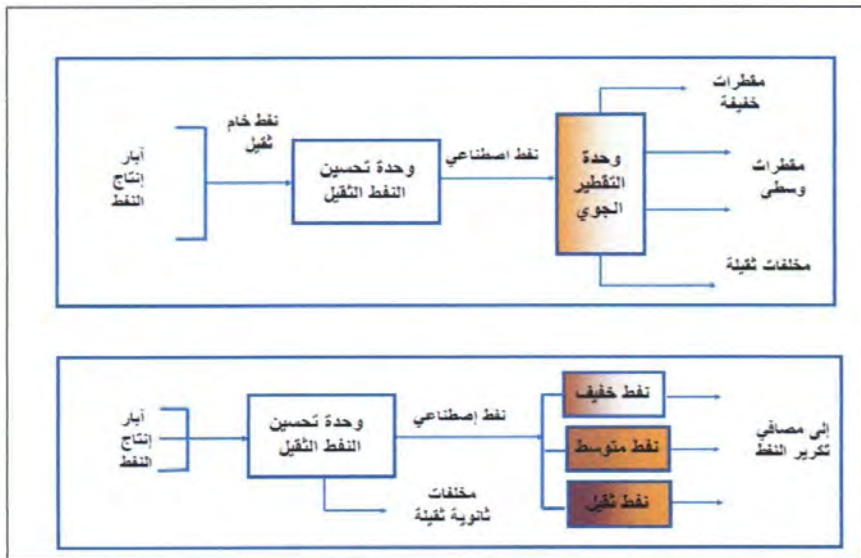 آبار
إنتاج
النفط
نفط خام
ثقيل
وحدة تحسين
النفط الثقيل
نفط اصطناعي
وحدة
التقطير
الجوي
مقطرات
خفيفة
مقطرات
وسطى
مخلفات ثقيلة
آبار
إنتاج
النفط
وحدة تحسين
النفط الثقيل
مخلفات
ثانوية ثقيلة
نفط إصطناعي
نفط خفيف
نفط متوسط
نفط ثقيل
إلى مصافي
تكرير النفط